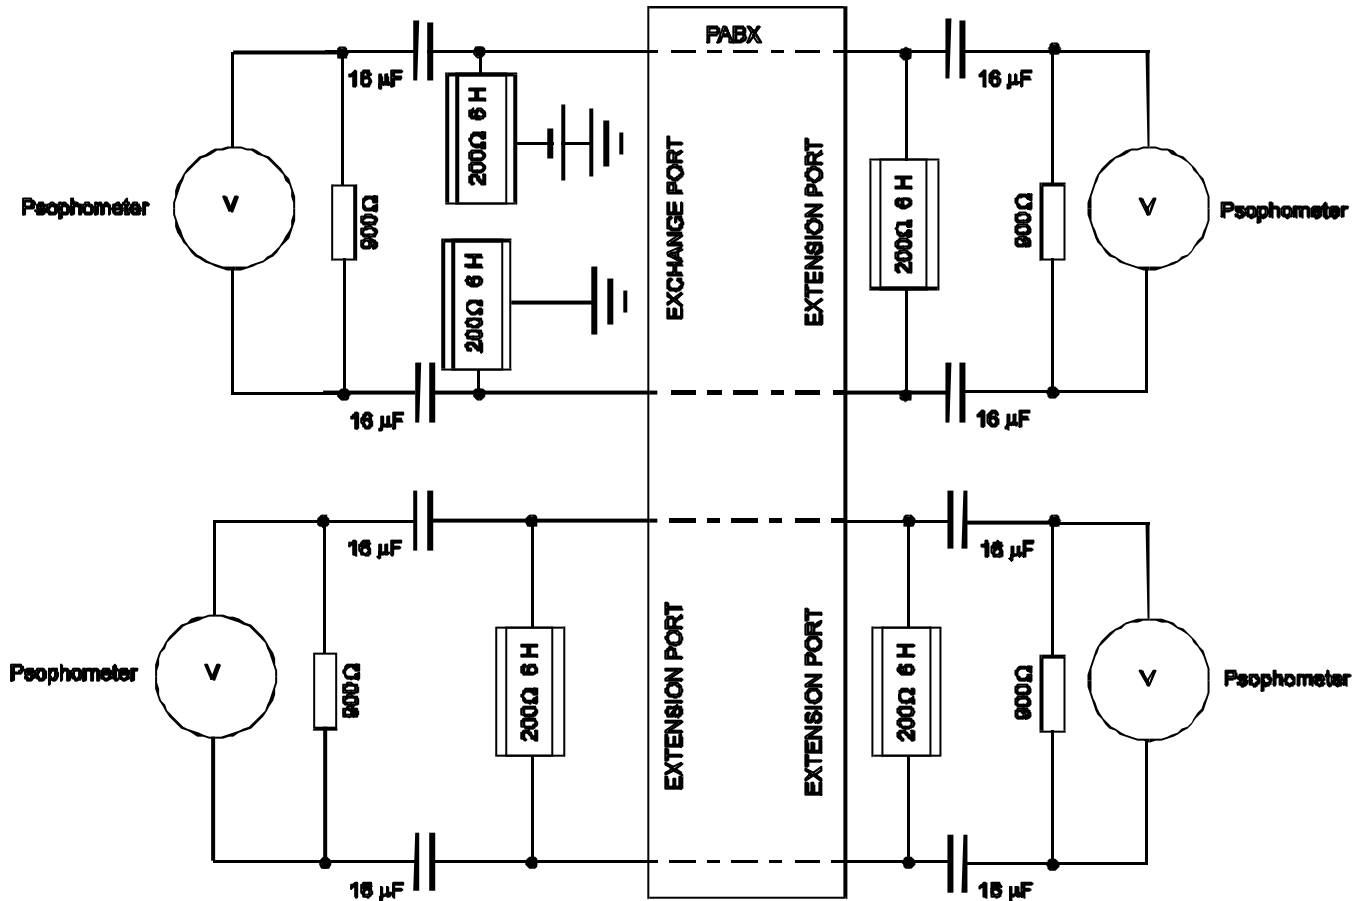 PABX
16 µF
16 µF
200Ω 6 H
Psophometer
V
900Ω
EXCHANGE PORT
EXTENSION PORT
200Ω 6 H
900Ω
V
Psophometer
200Ω 6 H
16 µF
16 µF
16 µF
16 µF
Psophometer
V
900Ω
200Ω 6 H
EXTENSION PORT
EXTENSION PORT
200Ω 6 H
900Ω
V
Psophometer
16 µF
16 µF